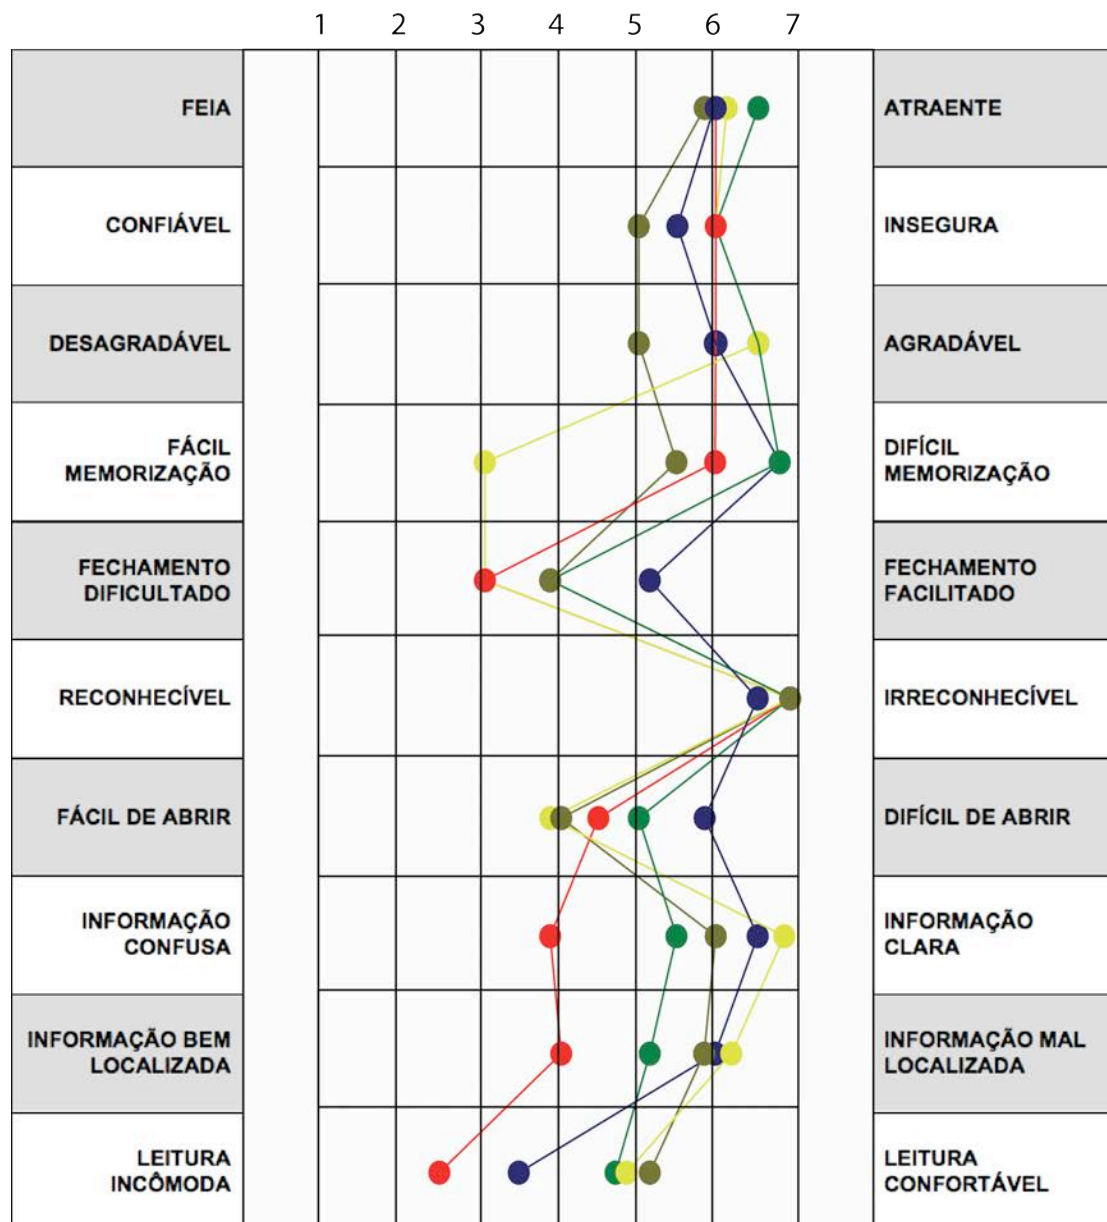 1 2 3 4 5 6 7
FEIA
ATRAENTE
CONFIÁVEL
INSEGURA
DESAGRADÁVEL
AGRADÁVEL
FÁCIL
MEMORIZAÇÃO
DIFÍCIL
MEMORIZAÇÃO
FECHAMENTO
DIFICULTADO
FECHAMENTO
FACILITADO
RECONHECÍVEL
IRRECONHECÍVEL
FÁCIL DE ABRIR
DIFÍCIL DE ABRIR
INFORMAÇÃO
CONFUSA
INFORMAÇÃO
CLARA
INFORMAÇÃO BEM
LOCALIZADA
INFORMAÇÃO MAL
LOCALIZADA
LEITURA
INCÔMODA
LEITURA
CONFORTÁVEL